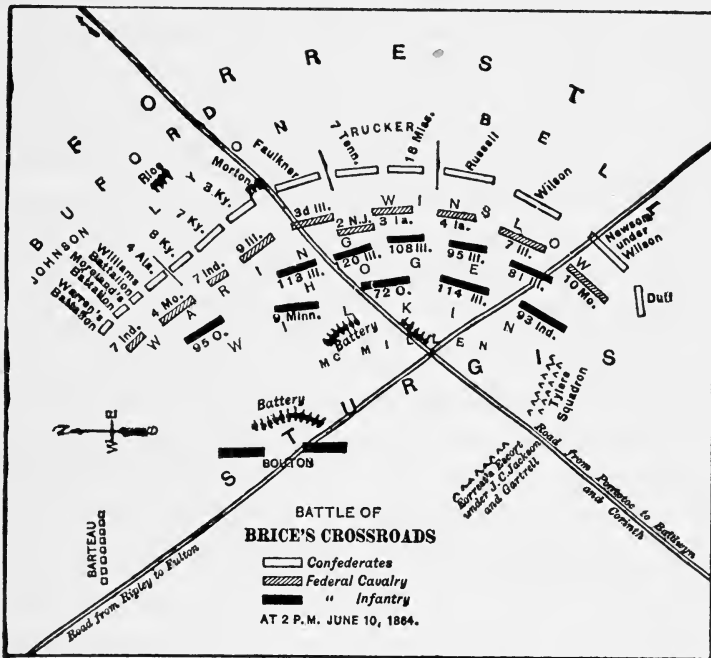 FORREST
BUFORD
BELL
LYON
RUCKER
JOHNSON
Rice
Morton
Faulkner
7 Tenn.
18 Miss.
Russell
Wilson
Newsom
under
Wilson
Duff
3 Ky.
7 Ky.
8 Ky.
4 Ala.
Williams
Battalion
Moreland's
Battalion
Warren's
Battalion
WARING
WINSLOW
3d Ill.
2 N.J.
3 Ia.
4 Ia.
7 Ill.
10 Mo.
9 Ill.
7 Ind.
4 Mo.
7 Ind.
HOGE
113 Ill.
120 Ill.
108 Ill.
95 Ill.
81 Ill.
WILKIN
95 O.
9 Minn.
72 O.
114 Ill.
93 Ind.
Battery
MCMILLEN
STURGIS
Tylers
Squadron
Battery
BOUTON
N
E
W
S
BARTEAU
Forrest's Escort
under J.C. Jackson
and Gartrell
Road from Pontotoc to Baldwyn
and Corinth
Road from Ripley to Fulton
BATTLE OF
BRICE'S CROSSROADS
Confederates
Federal Cavalry
" Infantry
AT 2 P.M. JUNE 10, 1864.